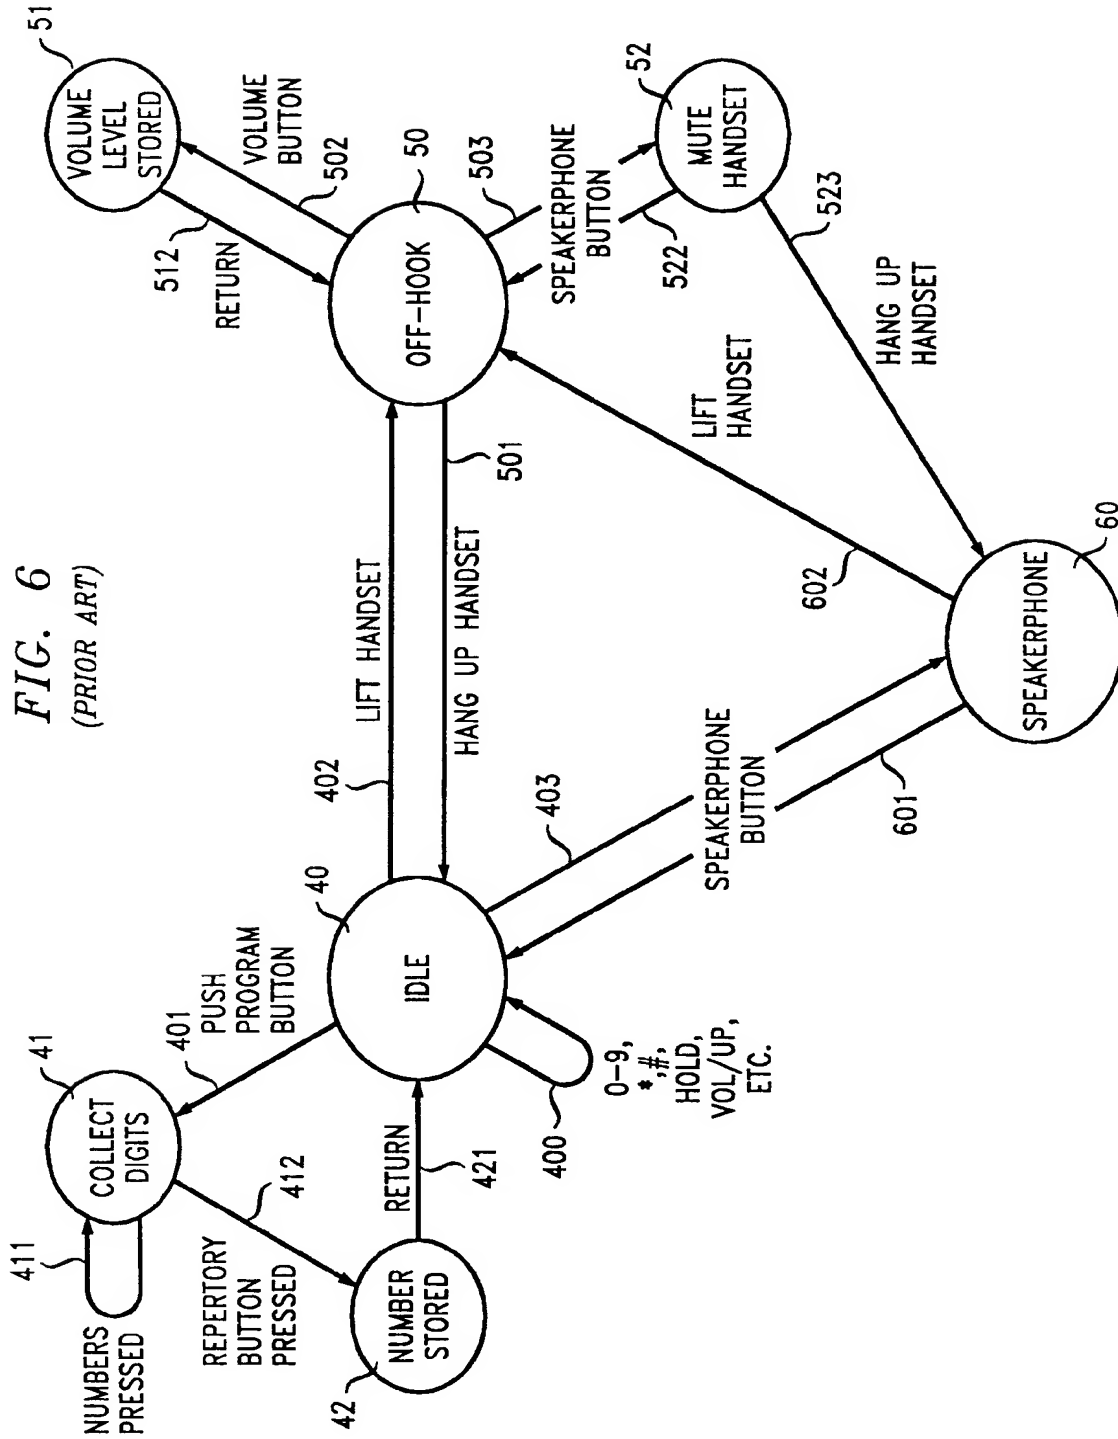 FIG. 6
(PRIOR ART)
411
NUMBERS
PRESSED
COLLECT
DIGITS
41
401
PUSH
PROGRAM
BUTTON
412
REPERTORY
BUTTON
PRESSED
NUMBER
STORED
42
RETURN
421
IDLE
40
400
0-9,
*,#,
HOLD,
VOL/UP,
ETC.
402
LIFT HANDSET
HANG UP HANDSET
501
403
SPEAKERPHONE
BUTTON
601
OFF-HOOK
50
VOLUME
LEVEL
STORED
51
VOLUME
BUTTON
502
512
RETURN
503
SPEAKERPHONE
BUTTON
522
MUTE
HANDSET
52
523
HANG UP
HANDSET
LIFT
HANDSET
602
SPEAKERPHONE
60